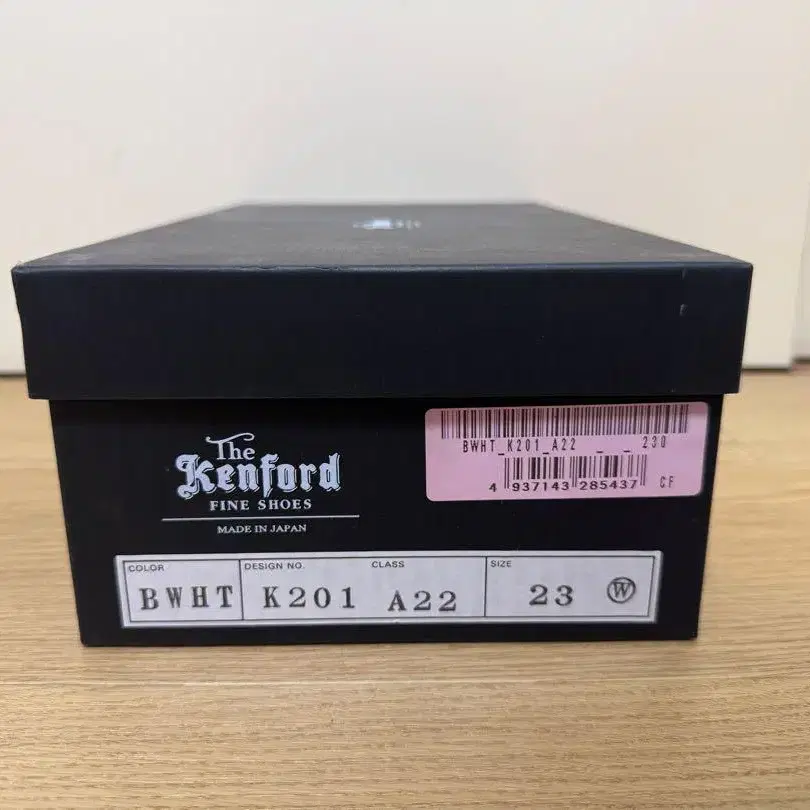 The
Kenford
FINE SHOES
MADE IN JAPAN
BWHT_K201_A22 _ _ 230
4 937143 285437 CF
COLOR DESIGN NO. CLASS SIZE
BWHT K201 A22 23 Ⓦ